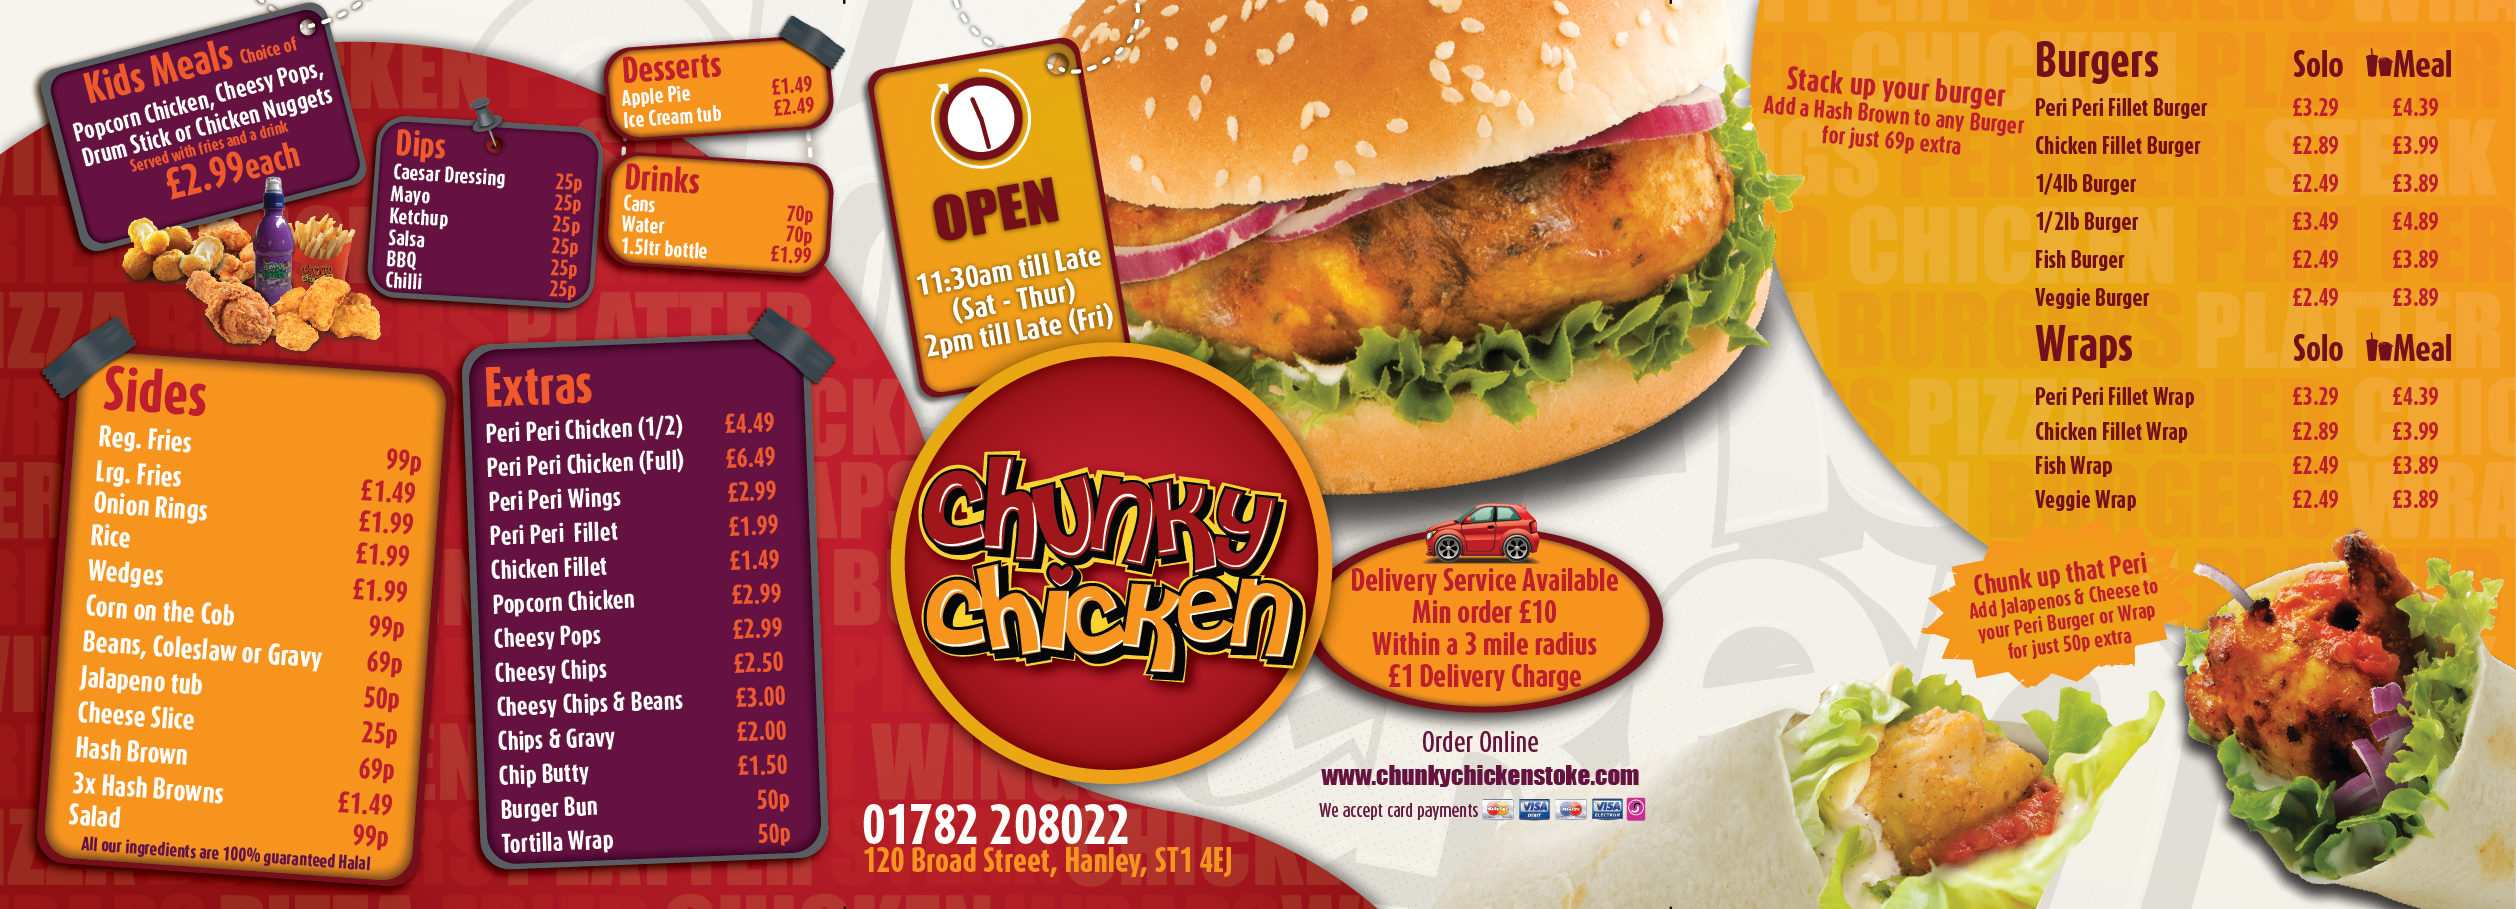 Kids Meals Choice of
Popcorn Chicken, Cheesy Pops,
Drum Stick or Chicken Nuggets
Served with fries and a drink
£2.99each
Dips
Caesar Dressing 25p
Mayo 25p
Ketchup 25p
Salsa 25p
BBQ 25p
Chilli 25p
Desserts
Apple Pie £1.49
Ice Cream tub £2.49
Drinks
Cans 70p
Water 70p
1.5ltr bottle £1.99
Sides
Reg. Fries 99p
Lrg. Fries £1.49
Onion Rings £1.99
Rice £1.99
Wedges £1.99
Corn on the Cob 99p
Beans, Coleslaw or Gravy 69p
Jalapeno tub 50p
Cheese Slice 25p
Hash Brown 69p
3x Hash Browns £1.49
Salad 99p
All our ingredients are 100% guaranteed Halal
Extras
Peri Peri Chicken (1/2) £4.49
Peri Peri Chicken (Full) £6.49
Peri Peri Wings £2.99
Peri Peri Fillet £1.99
Chicken Fillet £1.49
Popcorn Chicken £2.99
Cheesy Pops £2.99
Cheesy Chips £2.50
Cheesy Chips & Beans £3.00
Chips & Gravy £2.00
Chip Butty £1.50
Burger Bun 50p
Tortilla Wrap 50p
OPEN
11:30am till Late
(Sat - Thur)
2pm till Late (Fri)
Chunky
Chicken
01782 208022
120 Broad Street, Hanley, ST1 4EJ
Delivery Service Available
Min order £10
Within a 3 mile radius
£1 Delivery Charge
Order Online
www.chunkychickenstoke.com
We accept card payments
VISA
DEBIT
VISA
ELECTRON
Stack up your burger
Add a Hash Brown to any Burger
for just 69p extra
Burgers Solo Meal
Peri Peri Fillet Burger £3.29 £4.39
Chicken Fillet Burger £2.89 £3.99
1/4lb Burger £2.49 £3.89
1/2lb Burger £3.49 £4.89
Fish Burger £2.49 £3.89
Veggie Burger £2.49 £3.89
Wraps Solo Meal
Peri Peri Fillet Wrap £3.29 £4.39
Chicken Fillet Wrap £2.89 £3.99
Fish Wrap £2.49 £3.89
Veggie Wrap £2.49 £3.89
Chunk up that Peri
Add Jalapenos & Cheese to
your Peri Burger or Wrap
for just 50p extra